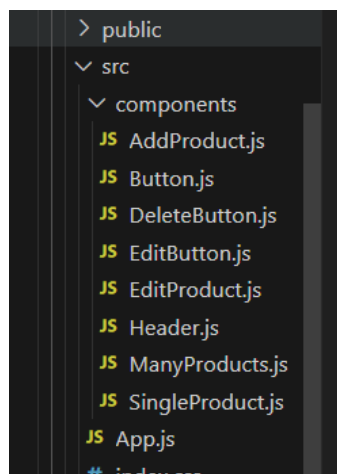 public
src
components
JS AddProduct.js
JS Button.js
JS DeleteButton.js
JS EditButton.js
JS EditProduct.js
JS Header.js
JS ManyProducts.js
JS SingleProduct.js
JS App.js